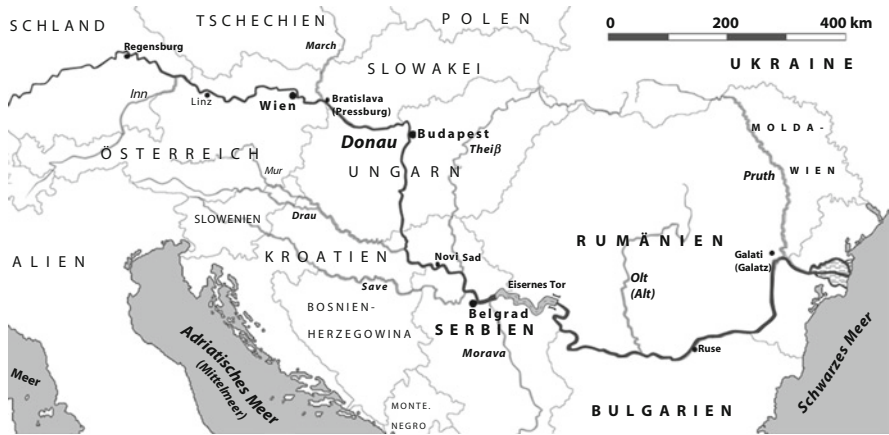 SCHLAND
TSCHECHIEN
POLEN
0 200 400 km
Regensburg
March
SLOWAKEI
UKRAINE
Inn
Linz
Wien
Bratislava
(Pressburg)
Donau
Budapest
Theiß
MOLDA-
WIEN
ÖSTERREICH
Mur
UNGARN
Pruth
SLOWENIEN
Drau
RUMÄNIEN
ALIEN
KROATIEN
Novi Sad
Galati
(Galatz)
Save
Eisernes Tor
Olt
(Alt)
BOSNIEN-
HERZEGOWINA
Belgrad
SERBIEN
Morava
Ruse
Adriatisches Meer
(Mittelmeer)
Schwarzes Meer
Meer
MONTE.
NEGRO
BULGARIEN